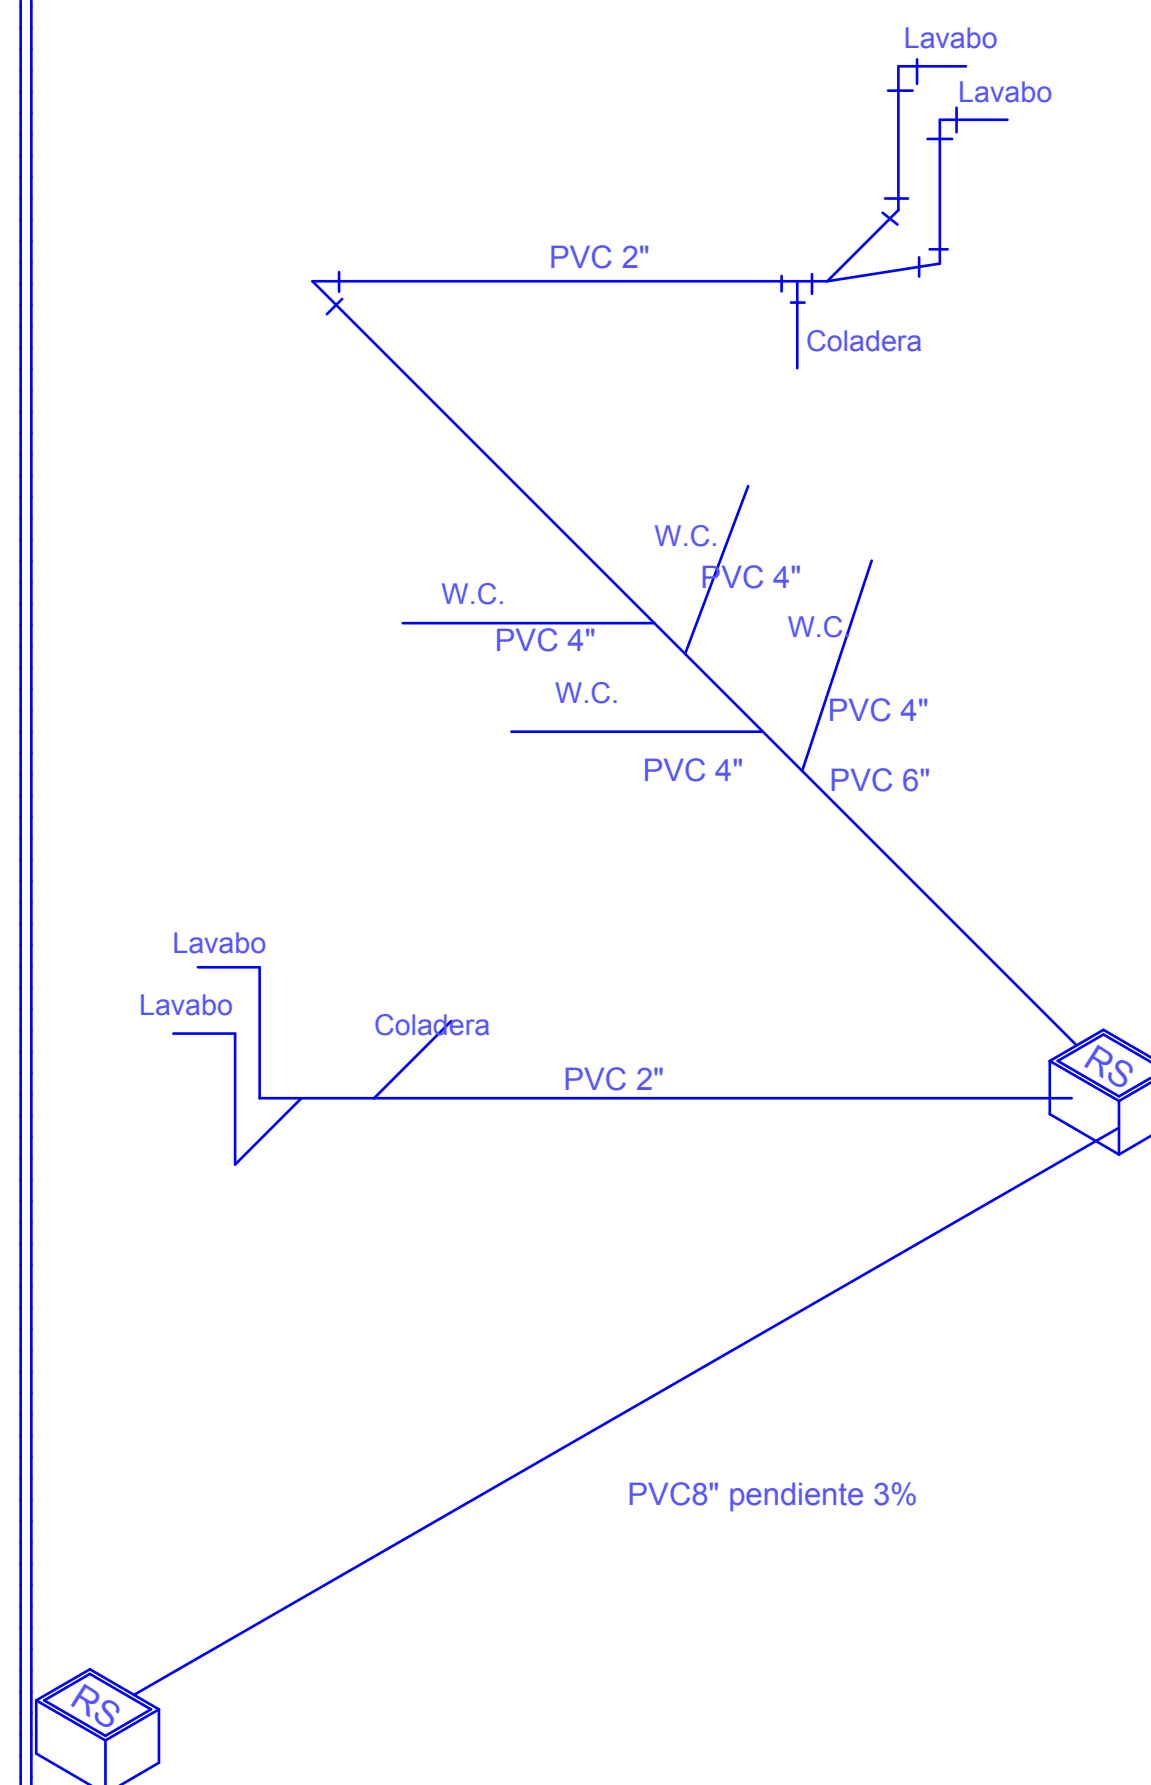 Lavabo
Lavabo
PVC 2"
Coladera
W.C.
PVC 4"
W.C.
W.C.
PVC 4"
W.C.
PVC 4"
PVC 4"
PVC 6"
Lavabo
Lavabo
Coladera
PVC 2"
RS
PVC8" pendiente 3%
RS